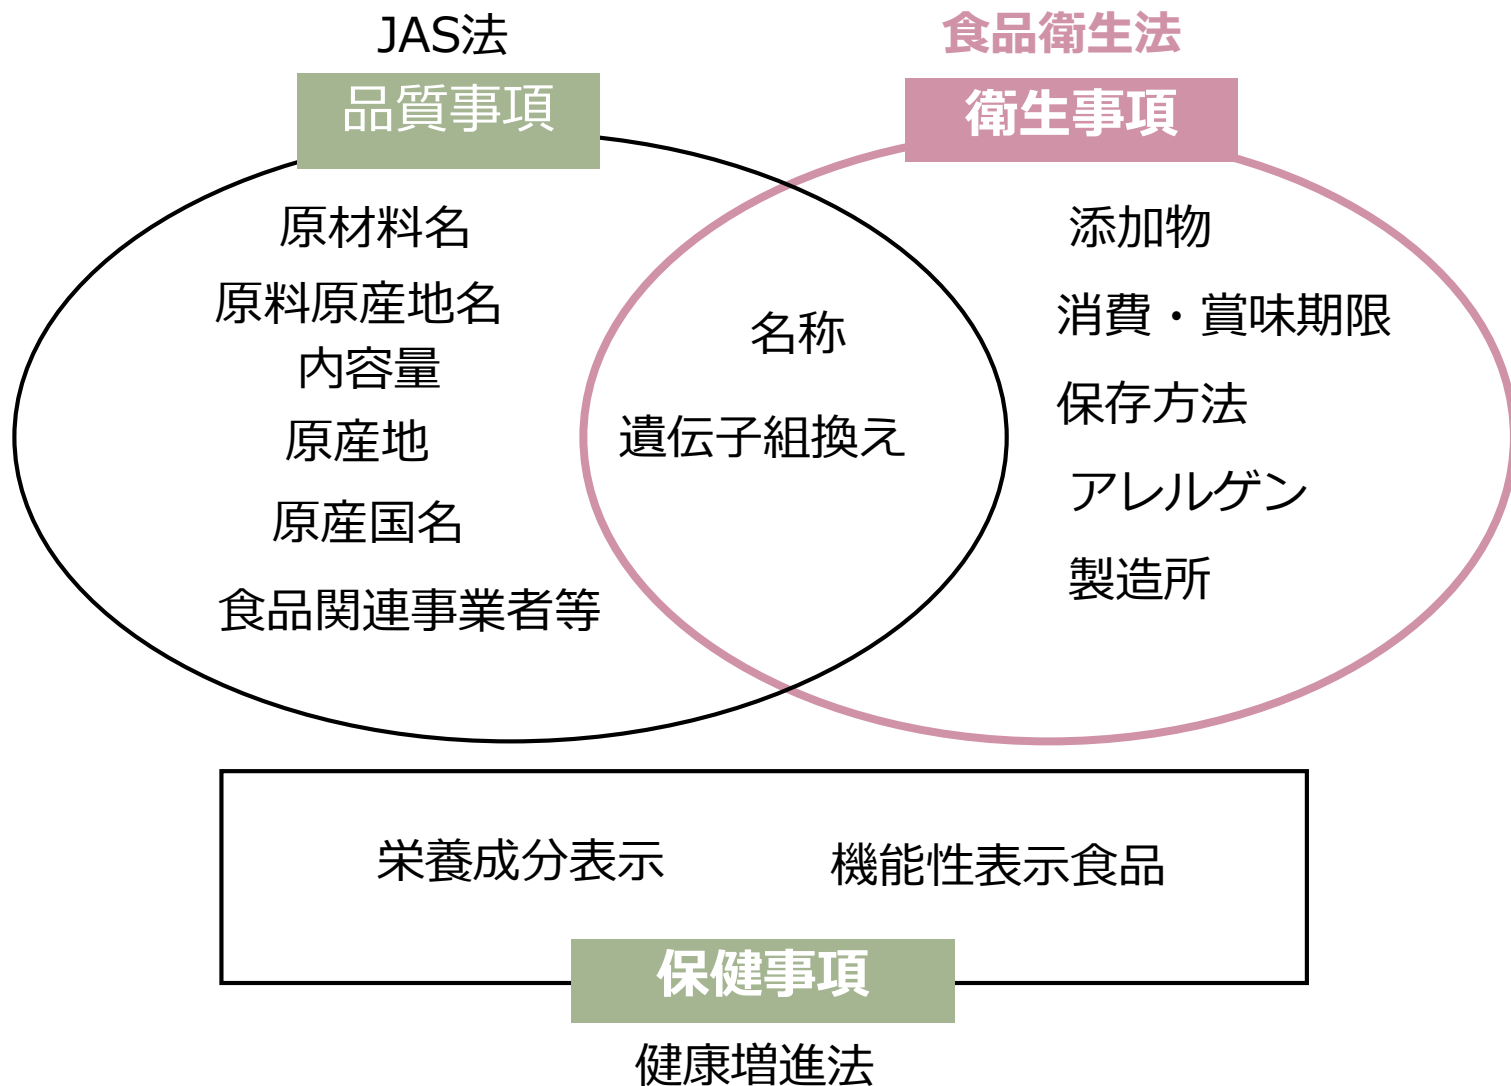 JAS法
品質事項
原材料名
原料原産地名
内容量
原産地
原産国名
食品関連事業者等
名称
遺伝子組換え
食品衛生法
衛生事項
添加物
消費・賞味期限
保存方法
アレルゲン
製造所
栄養成分表示
機能性表示食品
保健事項
健康増進法